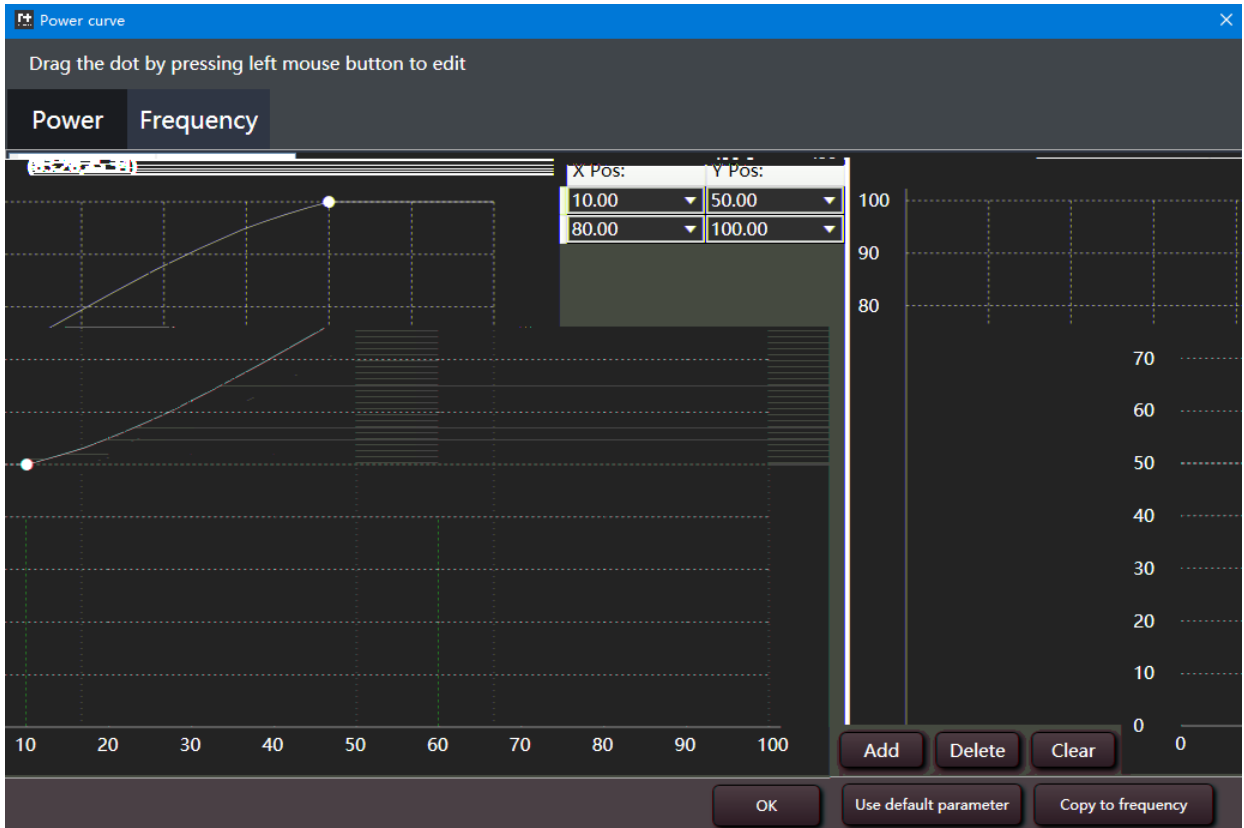 Power curve
Drag the dot by pressing left mouse button to edit
Power Frequency
X Pos: Y Pos:
10.00 50.00
80.00 100.00
100
90
80
70
60
50
40
30
20
10
0
10 20 30 40 50 60 70 80 90 100
0
Add Delete Clear
OK Use default parameter Copy to frequency